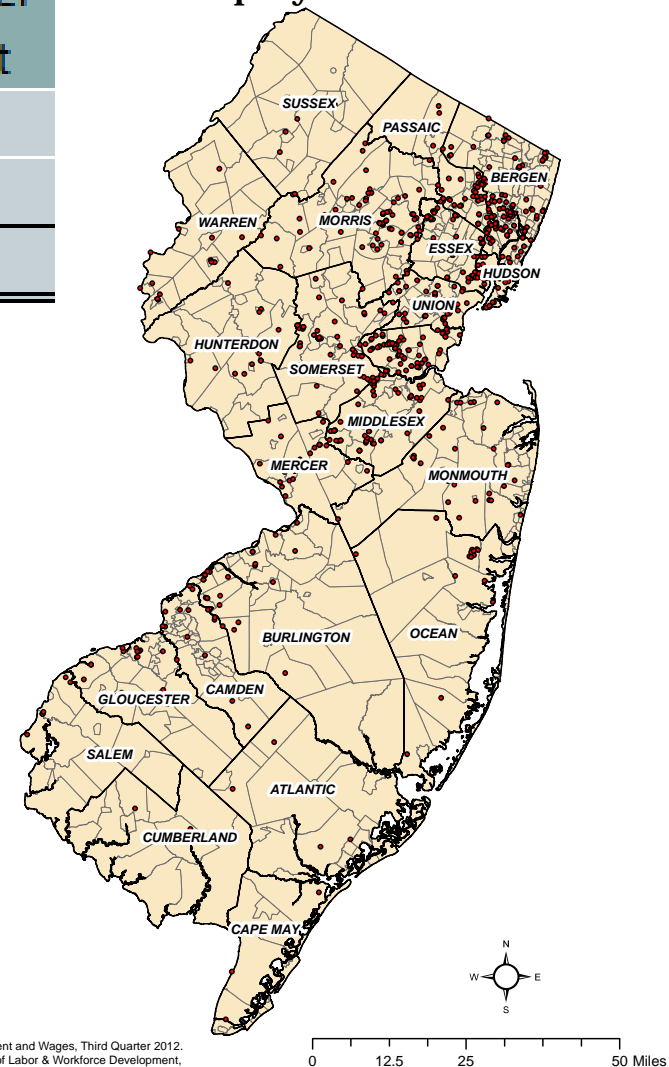 SUSSEX
PASSAIC
BERGEN
WARREN
MORRIS
ESSEX
HUDSON
UNION
HUNTERDON
SOMERSET
MIDDLESEX
MERCER
MONMOUTH
OCEAN
BURLINGTON
CAMDEN
GLOUCESTER
SALEM
ATLANTIC
CUMBERLAND
CAPE MAY
N
W E
S
ent and Wages, Third Quarter 2012.
of Labor & Workforce Development,
0 12.5 25 50 Miles